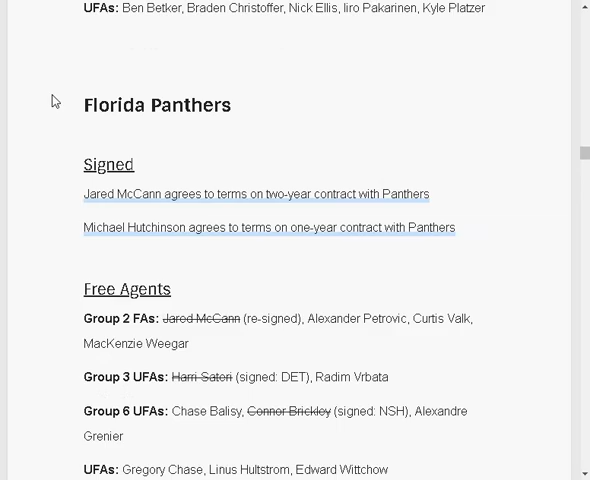 UFAs: Ben Betker, Braden Christoffer, Nick Ellis, Iiro Pakarinen, Kyle Platzer
Florida Panthers
Signed
Jared McCann agrees to terms on two-year contract with Panthers
Michael Hutchinson agrees to terms on one-year contract with Panthers
Free Agents
Group 2 FAs: Jared McCann (re-signed), Alexander Petrovic, Curtis Valk,
MacKenzie Weegar
Group 3 UFAs: Harri Sateri (signed: DET), Radim Vrbata
Group 6 UFAs: Chase Balisy, Connor Brickley (signed: NSH), Alexandre
Grenier
UFAs: Gregory Chase, Linus Hultstrom, Edward Wittchow